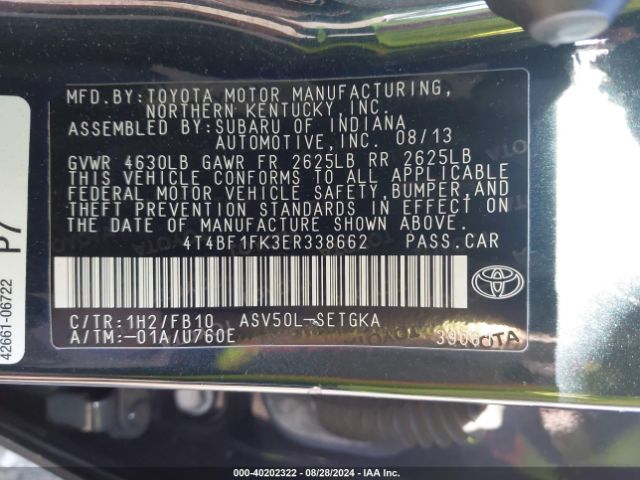 MFD.BY:TOYOTA MOTOR MANUFACTURING,
NORTHERN KENTUCKY, INC.
ASSEMBLED BY: SUBARU OF INDIANA
AUTOMOTIVE, INC. 08/13
GVWR 4630LB GAWR FR 2625LB RR 2625LB
THIS VEHICLE CONFORMS TO ALL APPLICABLE
FEDERAL MOTOR VEHICLE SAFETY, BUMPER AND
THEFT PREVENTION STANDARDS IN EFFECT ON
THE DATE OF MANUFACTURE SHOWN ABOVE.
4T4BF1FK3ER338662 PASS.CAR
C/TR:1H2/FB10 ASV50L-SETGKA
A/TM:-01A/U760E
OTA
42661-06722
P7
000-40202322 - 08/28/2024 - IAA Inc.